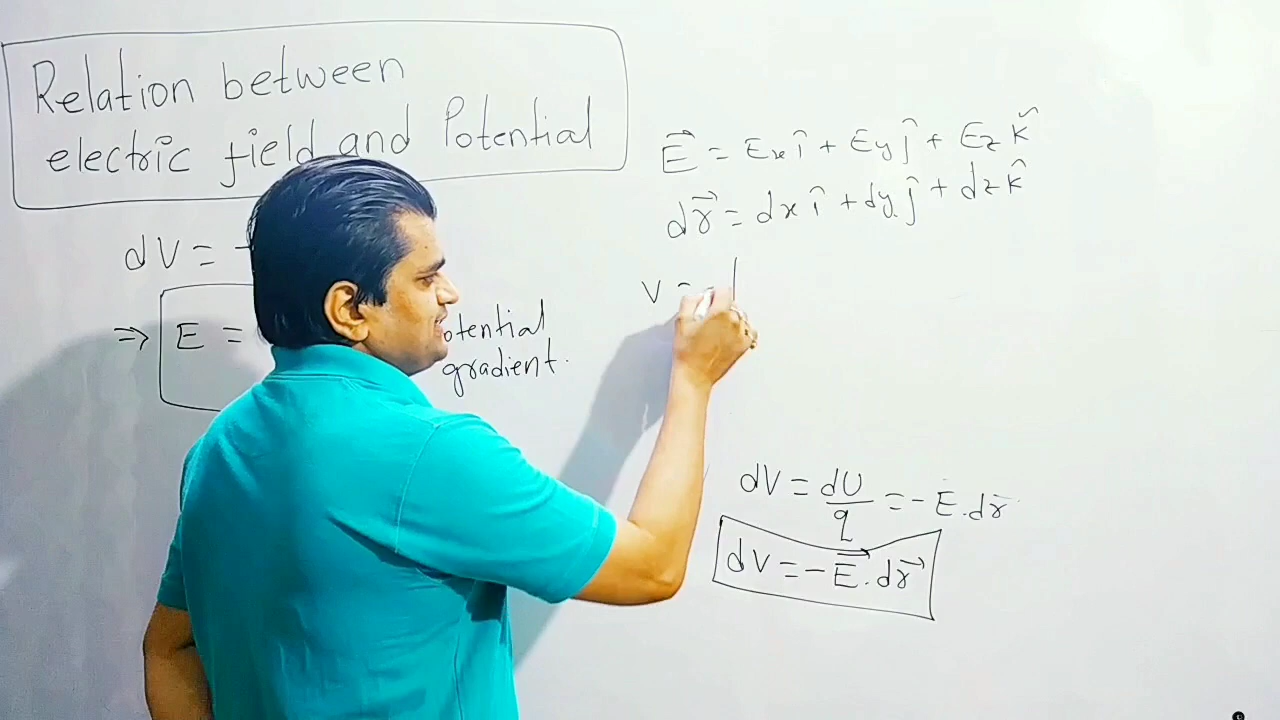 Relation between
electric field and Potential
dV = -
⇒ E =
otential
gradient.
E⃗ = Ex î + Ey ĵ + Ez k̂
dr⃗ = dx î + dy ĵ + dz k̂
V = -
dV = dU/q = - E . dr
dV = - E⃗ . dr⃗